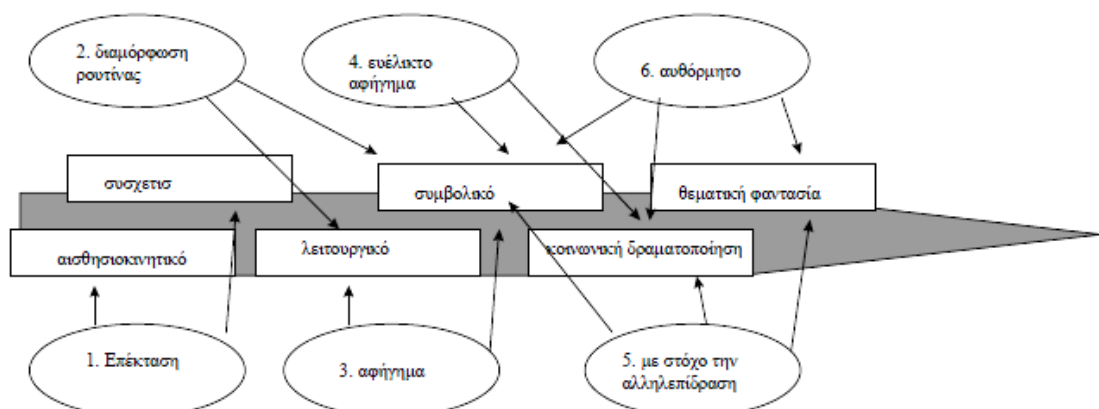 2. διαμόρφωση
ρουτίνας
4. ευέλικτο
αφήγημα
6. αυθόρμητο
συσχετισ
συμβολικό
θεματική φαντασία
αισθησιοκινητικό
λειτουργικό
κοινωνική δραματοποίηση
1. Επέκταση
3. αφήγημα
5. με στόχο την
αλληλεπίδραση